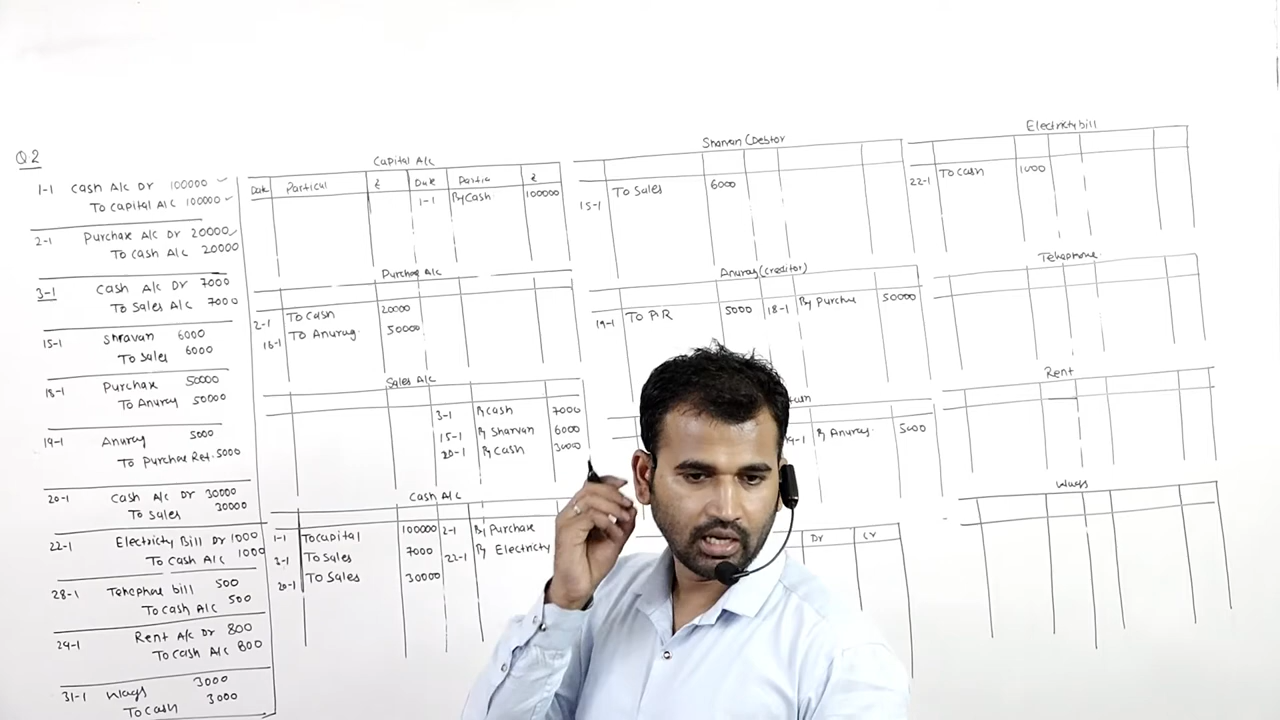 Q2
1-1 Cash A/c Dr 100000
To Capital A/c 100000
2-1 Purchase A/c Dr 20000
To Cash A/c 20000
3-1 Cash A/c Dr 7000
To Sales A/c 7000
15-1 Shravan 6000
To Sales 6000
18-1 Purchase 50000
To Anurag 50000
19-1 Anurag 5000
To Purchase Ret. 5000
20-1 Cash A/c Dr 30000
To Sales 30000
22-1 Electricity Bill Dr 1000
To Cash A/c 1000
28-1 Telephone bill 500
To Cash A/c 500
29-1 Rent A/c Dr 800
To Cash A/c 800
31-1 Wags 3000
To Cash 3000
Capital A/c
Date Particul ₹ Date Partic ₹
1-1 By Cash 100000
Purchase A/c
2-1 To Cash 20000
18-1 To Anurag 50000
Sales A/c
3-1 By Cash 7000
15-1 By Sharvan 6000
20-1 By Cash 30000
Cash A/c
1-1 To Capital 100000 2-1 By Purchase
3-1 To Sales 7000 22-1 By Electricty
20-1 To Sales 30000
Sharvan (Debtor
15-1 To Sales 6000
Anurag (creditor)
19-1 To P.R 5000 18-1 By Purchase 50000
By Anurag. 5000
Dr Cr
Electricity bill
22-1 To Cash 1000
Telephone
Rent
Wags